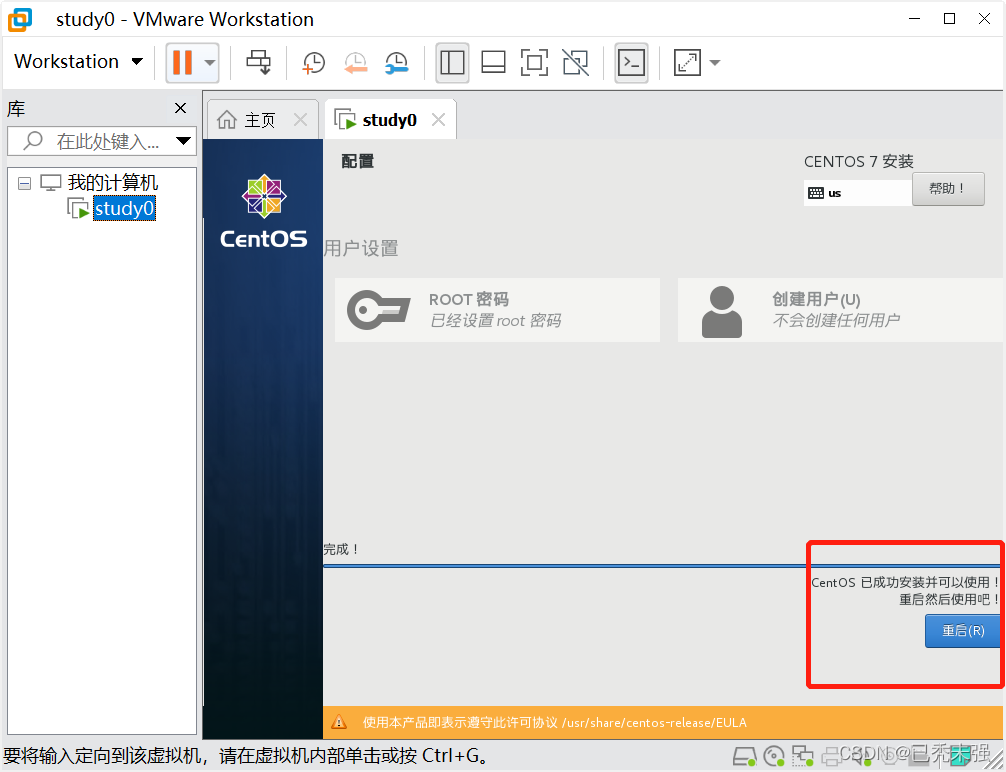 study0 - VMware Workstation
Workstation
库
在此处键入...
我的计算机
study0
主页
study0
CentOS
配置
CENTOS 7 安装
us
帮助！
用户设置
ROOT 密码
已经设置 root 密码
创建用户(U)
不会创建任何用户
完成！
CentOS 已成功安装并可以使用！
重启然后使用吧！
重启(R)
使用本产品即表示遵守此许可协议 /usr/share/centos-release/EULA
要将输入定向到该虚拟机，请在虚拟机内部单击或按 Ctrl+G。
CSDN @已秃未强